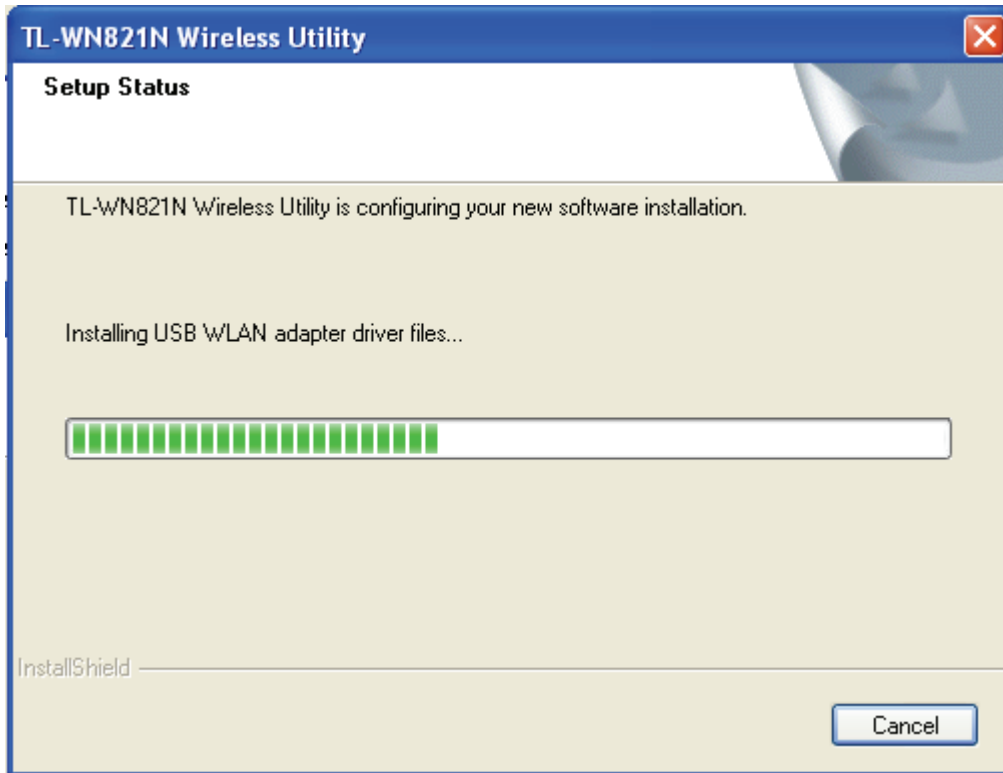 TL-WN821N Wireless Utility
Setup Status
TL-WN821N Wireless Utility is configuring your new software installation.
Installing USB WLAN adapter driver files...
InstallShield
Cancel